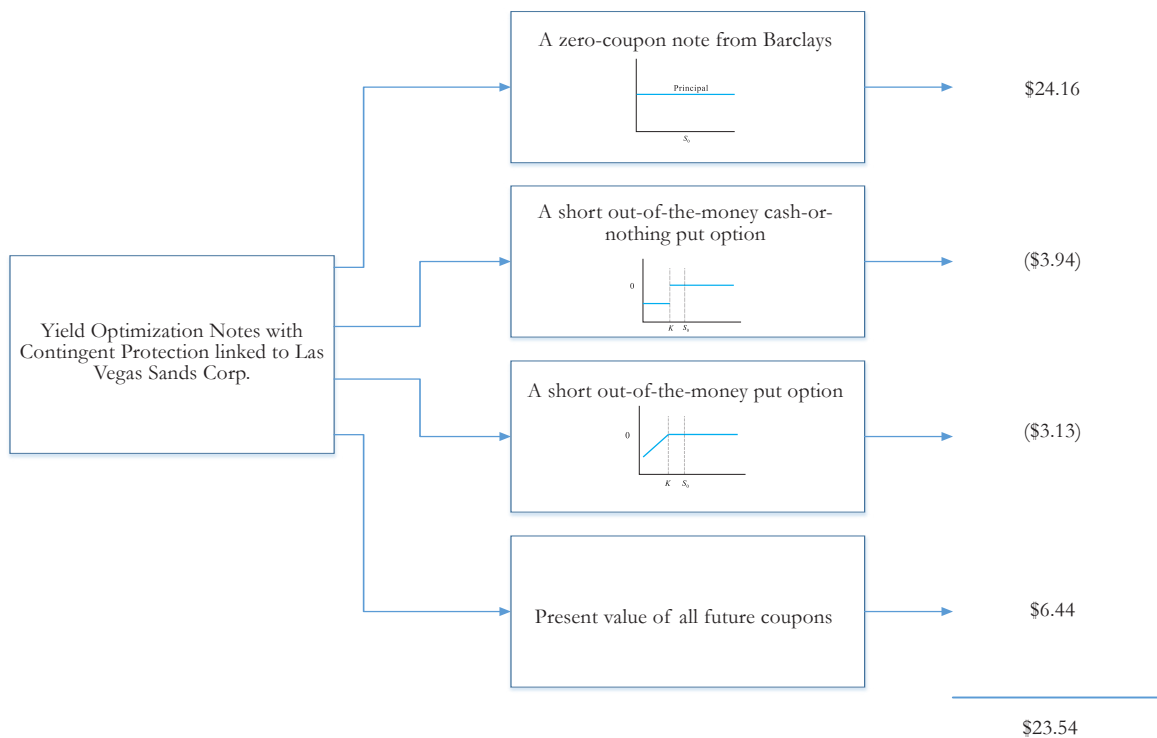 A zero-coupon note from Barclays
Principal
S0
$24.16
A short out-of-the-money cash-or-
nothing put option
0
K S0
($3.94)
Yield Optimization Notes with
Contingent Protection linked to Las
Vegas Sands Corp.
A short out-of-the-money put option
0
K S0
($3.13)
Present value of all future coupons
$6.44
$23.54